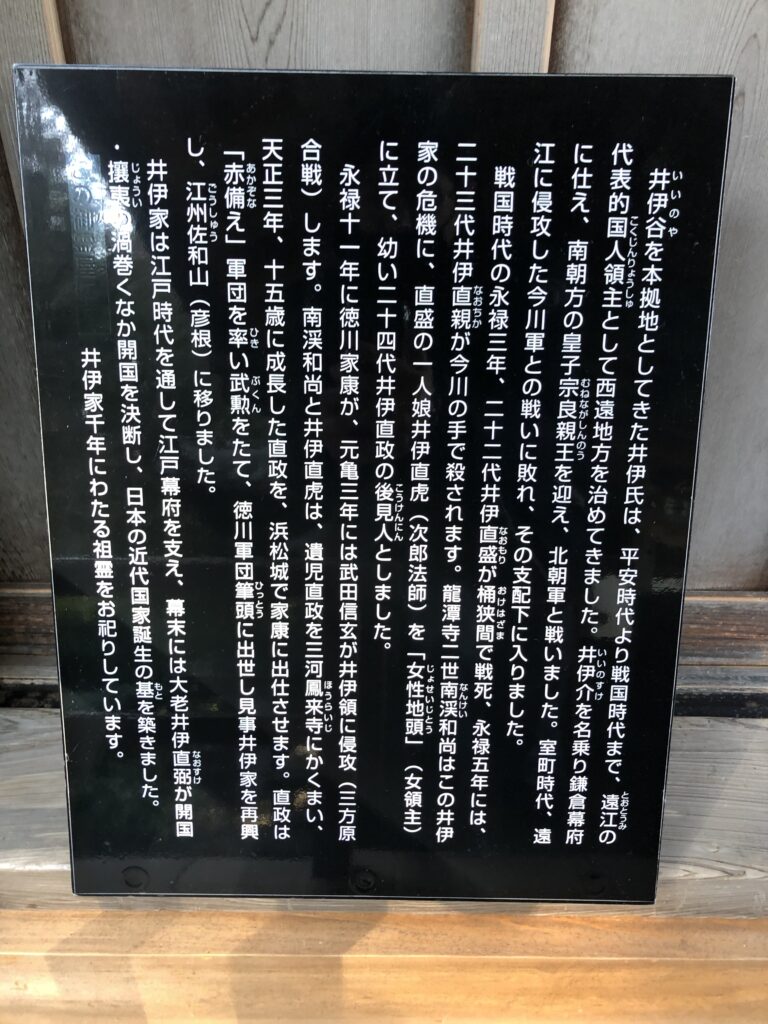 井伊谷を本拠地としてきた井伊氏は、平安時代より戦国時代まで、遠江の
代表的国人領主として西遠地方を治めてきました。井伊介を名乗り鎌倉幕府
に仕え、南朝方の皇子宗良親王を迎え、北朝軍と戦いました。室町時代、遠
江に侵攻した今川軍との戦いに敗れ、その支配下に入りました。
戦国時代の永禄三年、二十二代井伊直盛が桶狭間で戦死、永禄五年には、
二十三代井伊直親が今川の手で殺されます。龍潭寺二世南渓和尚はこの井伊
家の危機に、直盛の一人娘井伊直虎（次郎法師）を「女性地頭」（女領主）
に立て、幼い二十四代井伊直政の後見人としました。
永禄十一年に徳川家康が、元亀三年には武田信玄が井伊領に侵攻（三方原
合戦）します。南渓和尚と井伊直虎は、遺児直政を三河鳳来寺にかくまい、
天正三年、十五歳に成長した直政を、浜松城で家康に出仕させます。直政は
「赤備え」軍団を率い武勲をたて、徳川軍団筆頭に出世し見事井伊家を再興
し、江州佐和山（彦根）に移りました。
井伊家は江戸時代を通して江戸幕府を支え、幕末には大老井伊直弼が開国
・攘夷の渦巻くなか開国を決断し、日本の近代国家誕生の基を築きました。
井伊家千年にわたる祖霊をお祀りしています。